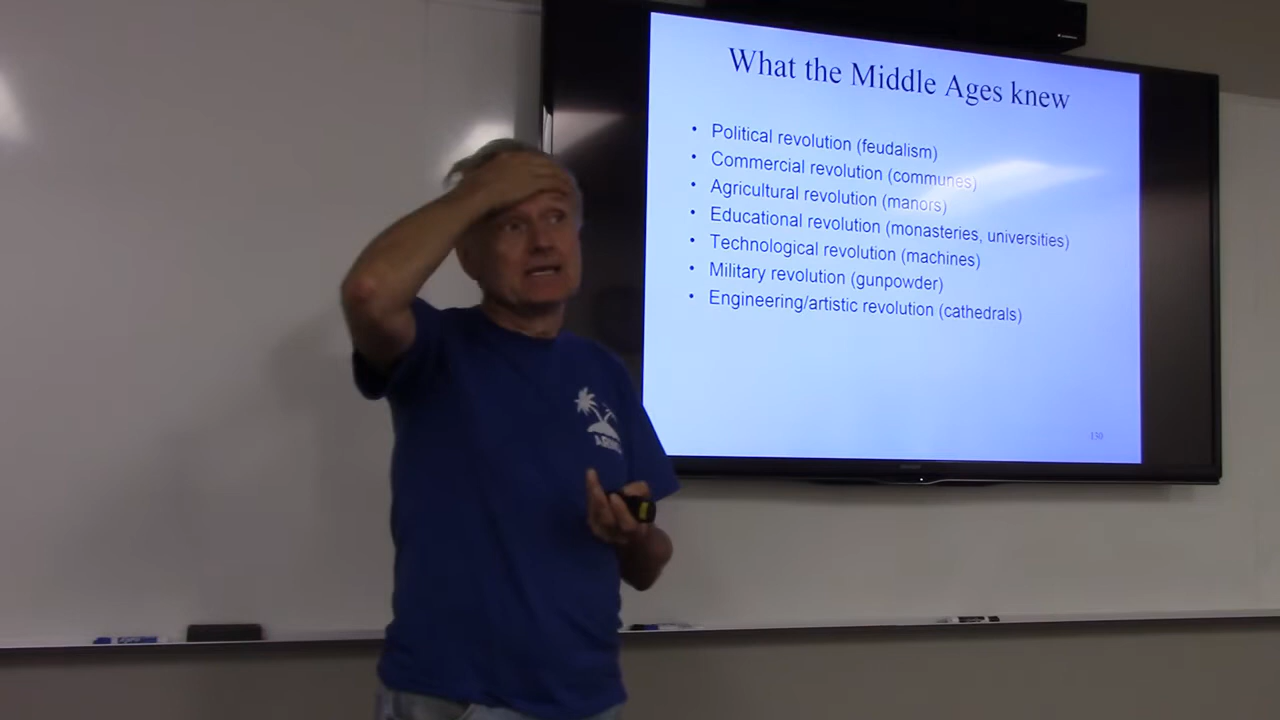 What the Middle Ages knew
• Political revolution (feudalism)
• Commercial revolution (communes)
• Agricultural revolution (manors)
• Educational revolution (monasteries, universities)
• Technological revolution (machines)
• Military revolution (gunpowder)
• Engineering/artistic revolution (cathedrals)
130